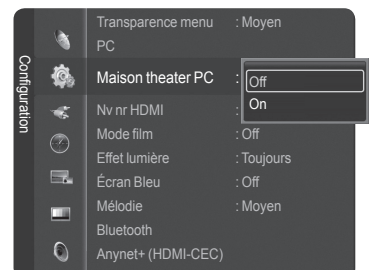 Configuration
Transparence menu : Moyen
PC
Maison theater PC :
Off
On
Nv nr HDMI :
Mode film : Off
Effet lumière : Toujours
Écran Bleu : Off
Mélodie : Moyen
Bluetooth
Anynet+ (HDMI-CEC)